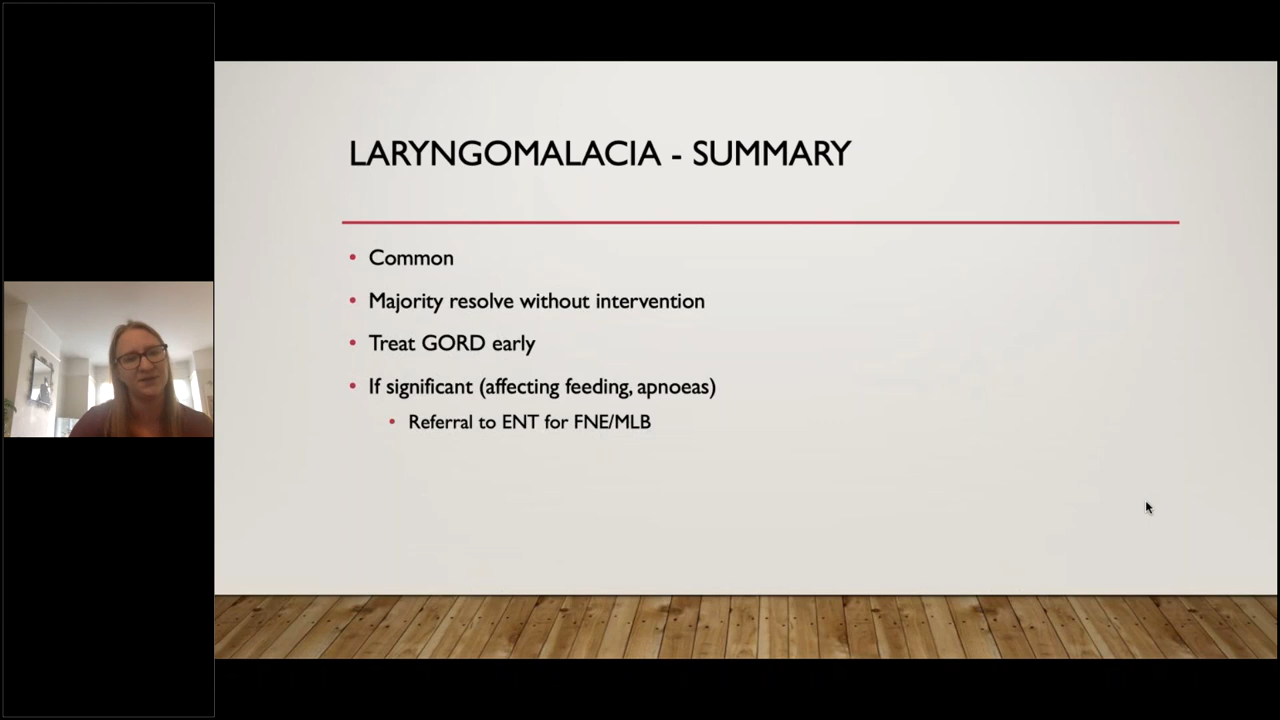 LARYNGOMALACIA - SUMMARY
• Common
• Majority resolve without intervention
• Treat GORD early
• If significant (affecting feeding, apnoeas)
• Referral to ENT for FNE/MLB